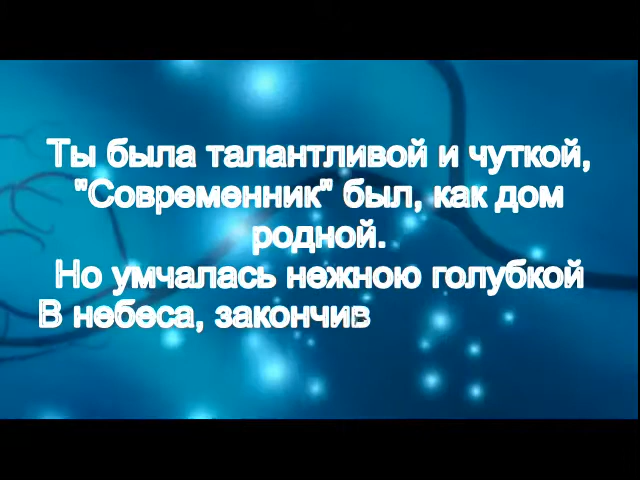 Ты была талантливой и чуткой,
"Современник" был, как дом
родной.
Но умчалась нежною голубкой
В небеса, закончив